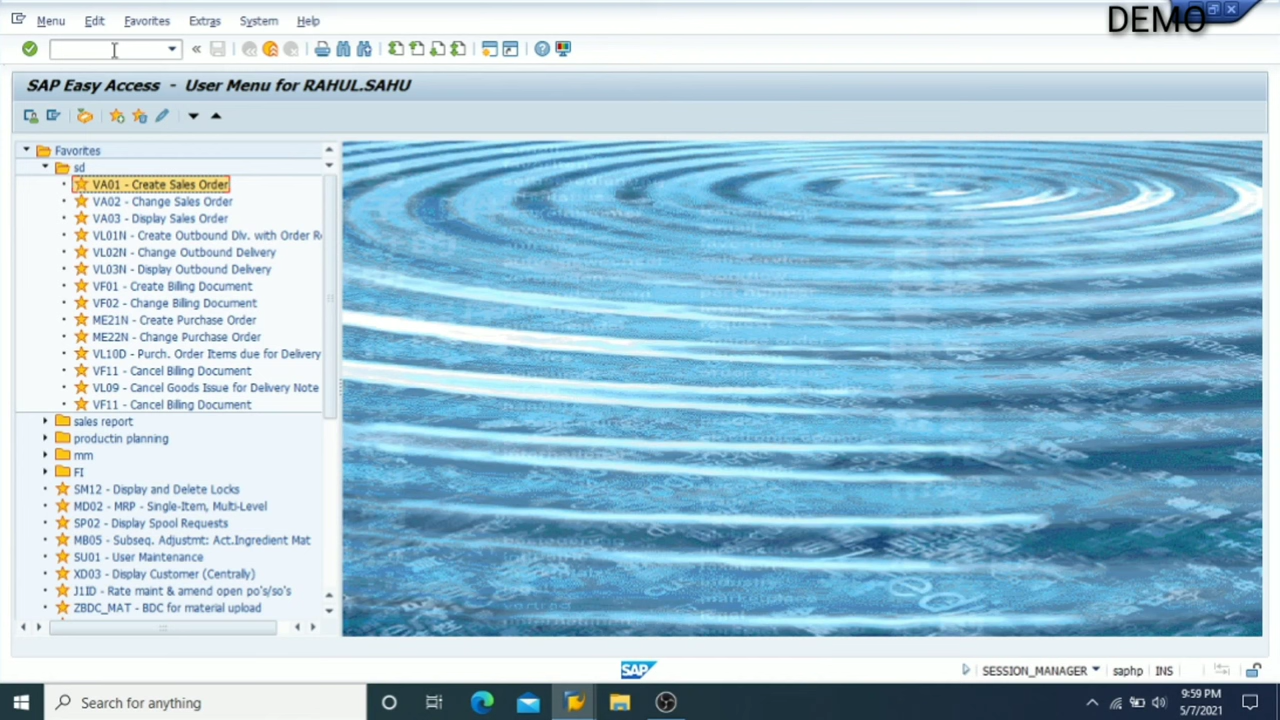 DEMO
Menu Edit Favorites Extras System Help
SAP Easy Access - User Menu for RAHUL.SAHU
Favorites
sd
VA01 - Create Sales Order
VA02 - Change Sales Order
VA03 - Display Sales Order
VL01N - Create Outbound Dlv. with Order R
VL02N - Change Outbound Delivery
VL03N - Display Outbound Delivery
VF01 - Create Billing Document
VF02 - Change Billing Document
ME21N - Create Purchase Order
ME22N - Change Purchase Order
VL10D - Purch. Order Items due for Delivery
VF11 - Cancel Billing Document
VL09 - Cancel Goods Issue for Delivery Note
VF11 - Cancel Billing Document
sales report
productin planning
mm
FI
SM12 - Display and Delete Locks
MD02 - MRP - Single-Item, Multi-Level
SP02 - Display Spool Requests
MB05 - Subseq. Adjustmt: Act.Ingredient Mat
SU01 - User Maintenance
XD03 - Display Customer (Centrally)
J1ID - Rate maint & amend open po's/so's
ZBDC_MAT - BDC for material upload
SAP
SESSION_MANAGER saphp INS
Search for anything
9:59 PM
5/7/2021